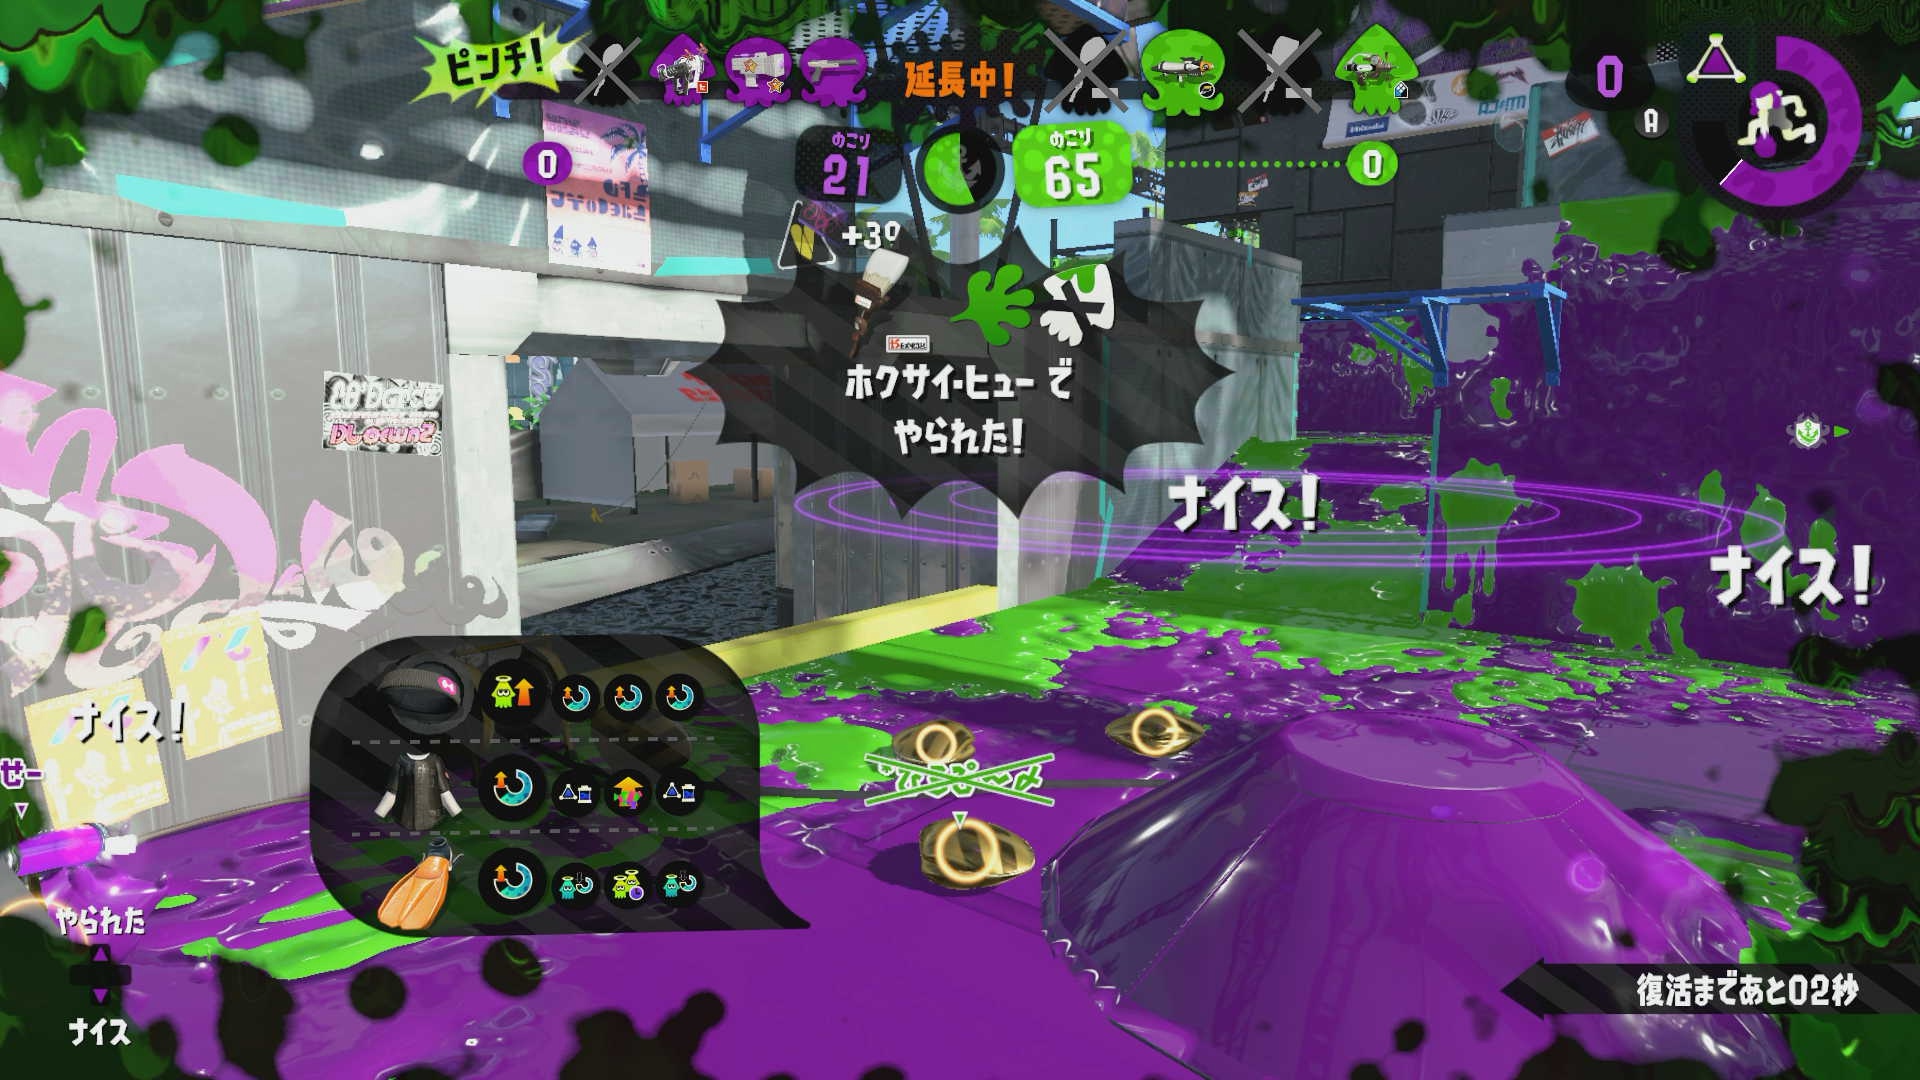 ピンチ!
延長中!
0
A
0
のこり
21
のこり
65
0
+30
ホクサイ・ヒューで
やられた!
ナイス!
ナイス!
ナイス!
セー
やられた
ナイス
復活まであと02秒